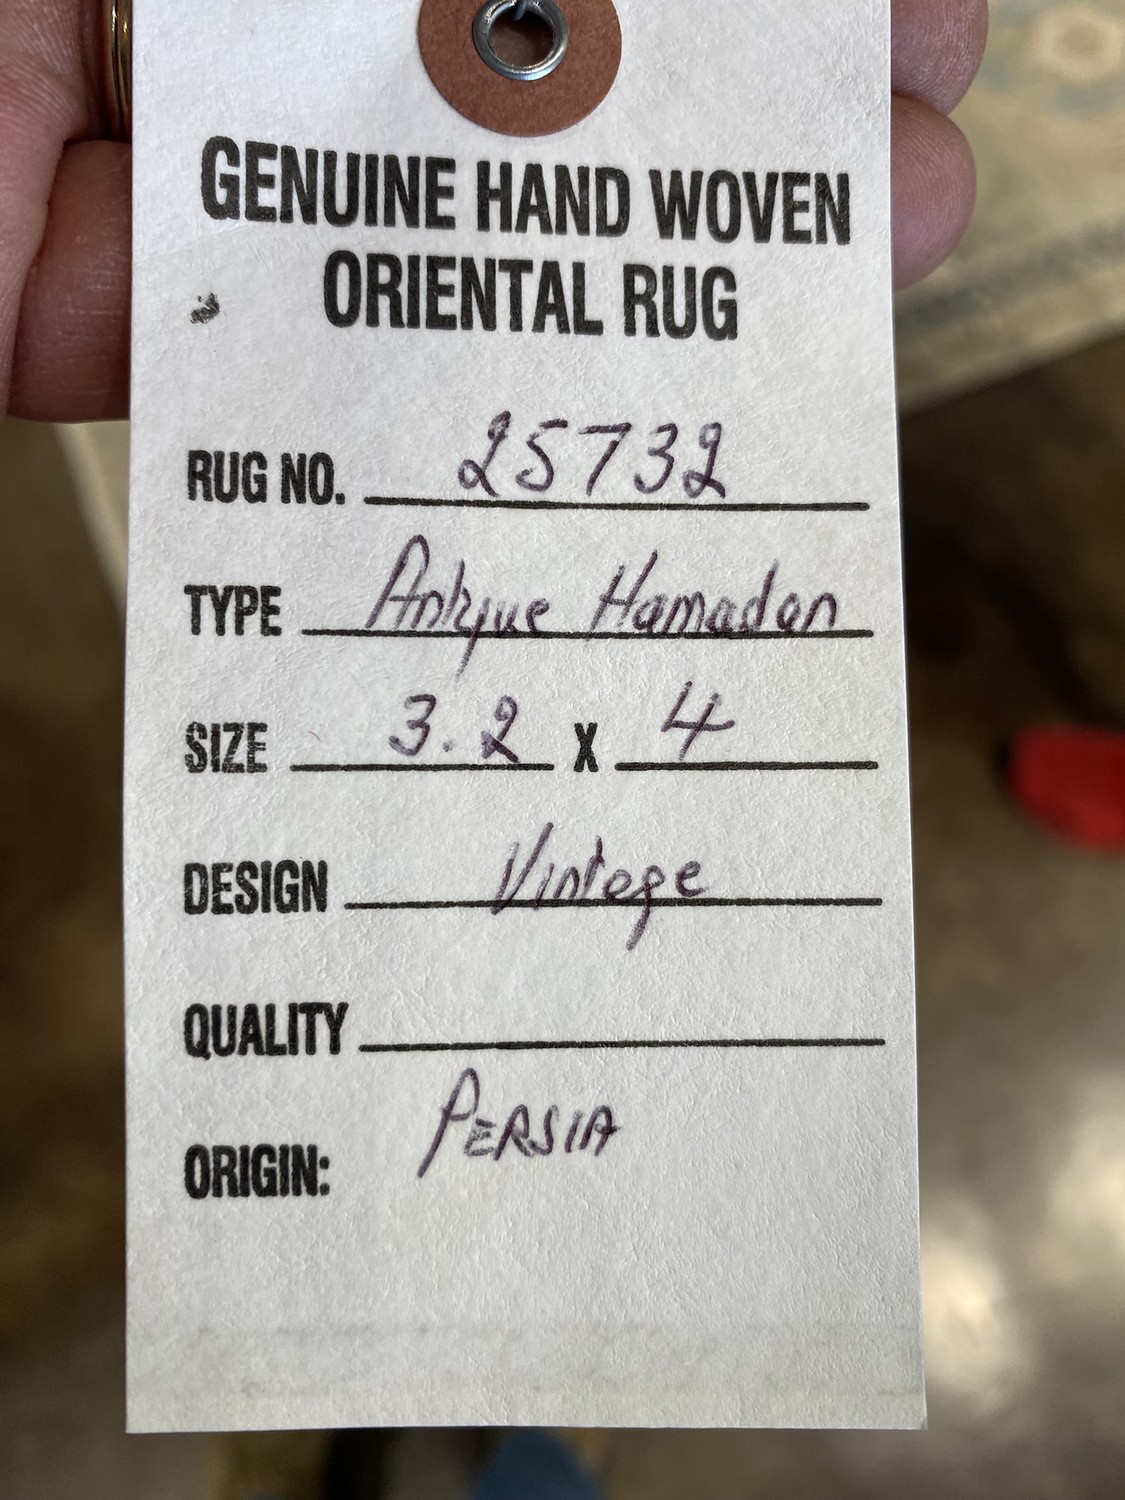 GENUINE HAND WOVEN
ORIENTAL RUG
RUG NO. 25732
TYPE Antique Hamadan
SIZE 3.2 X 4
DESIGN Vintage
QUALITY
ORIGIN: PERSIA